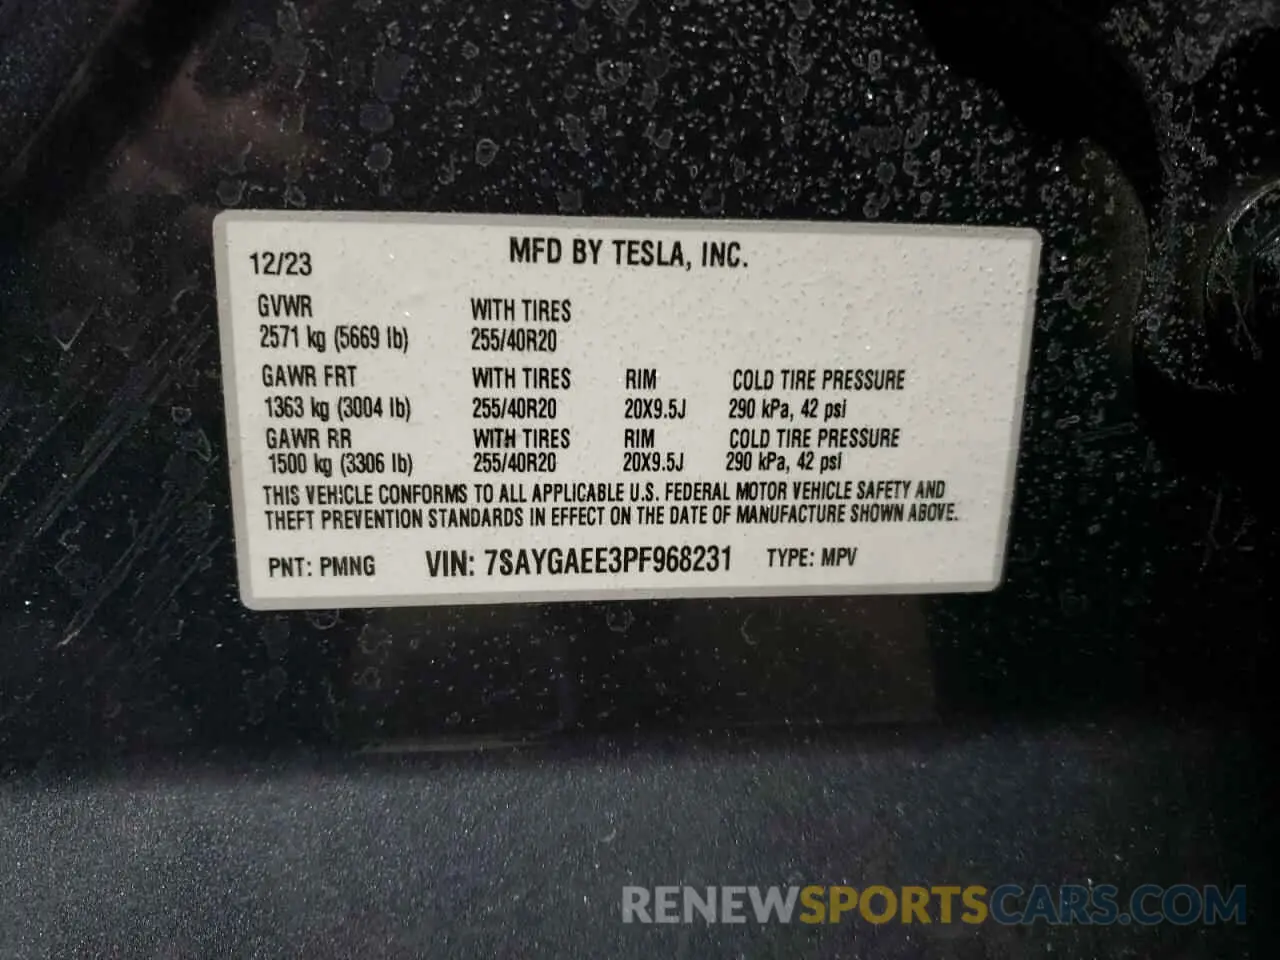 12/23 MFD BY TESLA, INC.
GVWR WITH TIRES
2571 kg (5669 lb) 255/40R20
GAWR FRT WITH TIRES RIM COLD TIRE PRESSURE
1363 kg (3004 lb) 255/40R20 20X9.5J 290 kPa, 42 psi
GAWR RR WITH TIRES RIM COLD TIRE PRESSURE
1500 kg (3306 lb) 255/40R20 20X9.5J 290 kPa, 42 psi
THIS VEHICLE CONFORMS TO ALL APPLICABLE U.S. FEDERAL MOTOR VEHICLE SAFETY AND
THEFT PREVENTION STANDARDS IN EFFECT ON THE DATE OF MANUFACTURE SHOWN ABOVE.
PNT: PMNG VIN: 7SAYGAEE3PF968231 TYPE: MPV
RENEWSPORTSCARS.COM